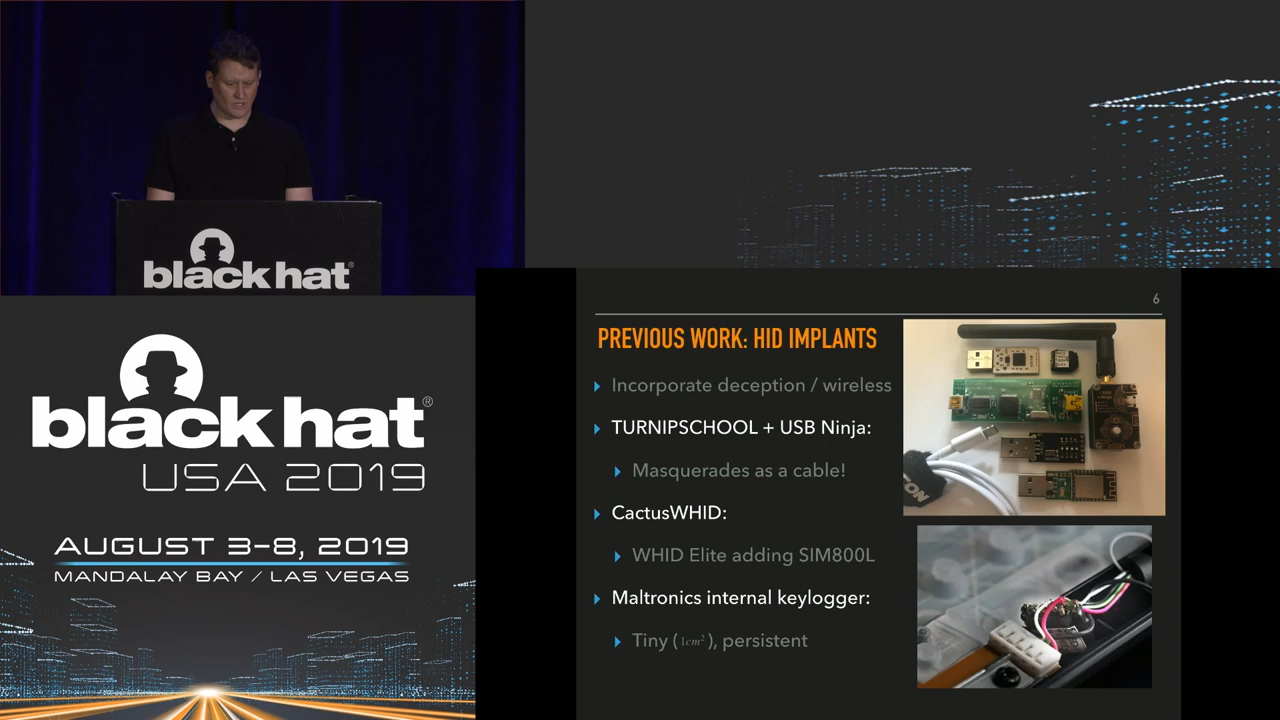 black hat®
black hat®
USA 2019
AUGUST 3-8, 2019
MANDALAY BAY / LAS VEGAS
6
PREVIOUS WORK: HID IMPLANTS
Incorporate deception / wireless
TURNIPSCHOOL + USB Ninja:
Masquerades as a cable!
CactusWHID:
WHID Elite adding SIM800L
Maltronics internal keylogger:
Tiny (1cm²), persistent